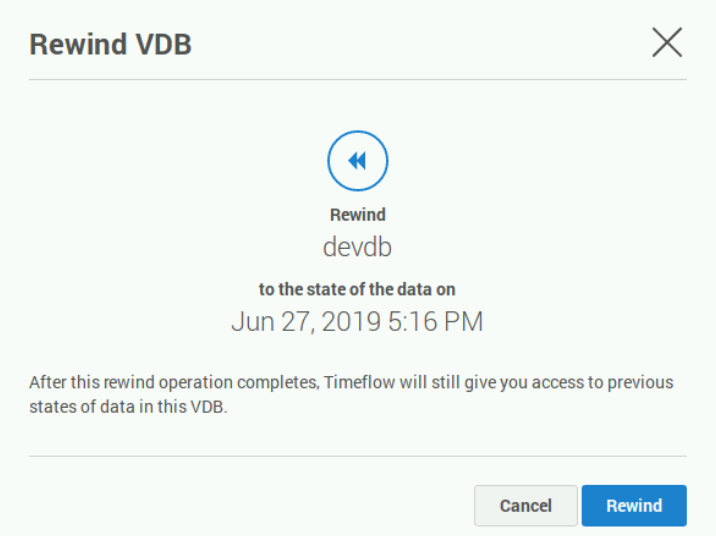 Rewind VDB
Rewind
devdb
to the state of the data on
Jun 27, 2019 5:16 PM
After this rewind operation completes, Timeflow will still give you access to previous
states of data in this VDB.
Cancel Rewind